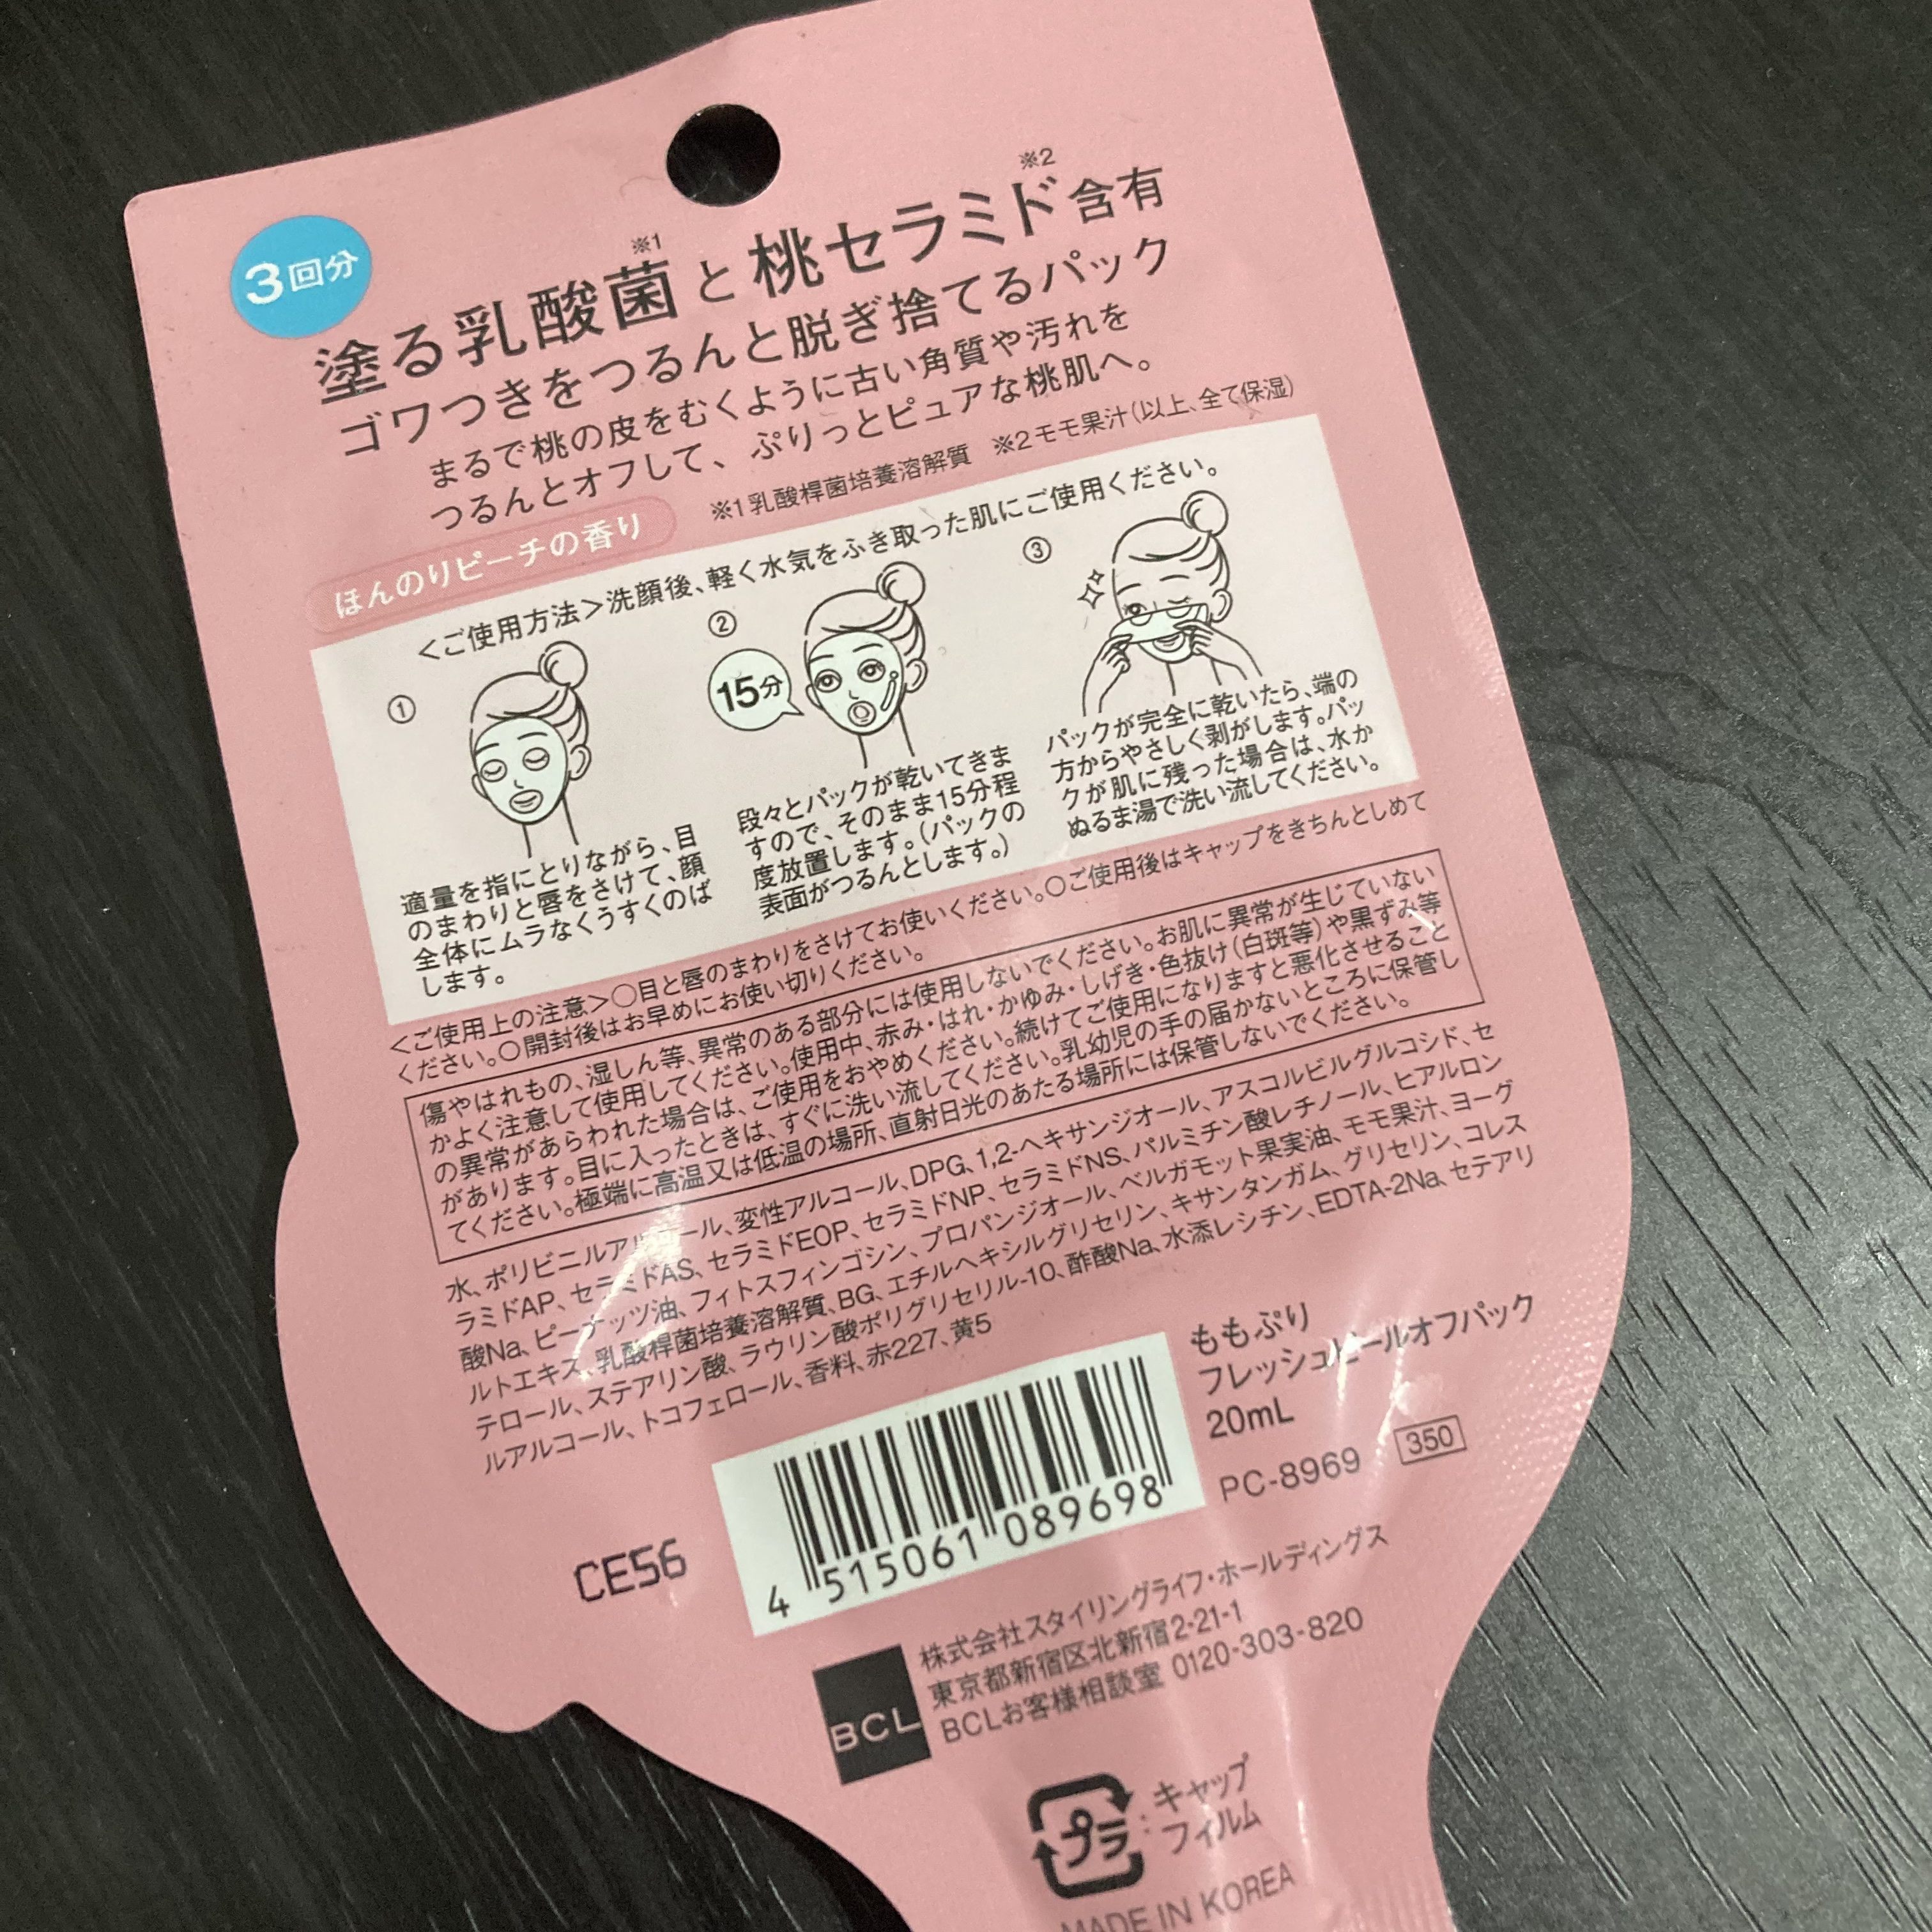 3回分
※1 ※2
塗る乳酸菌と桃セラミド含有
ゴワつきをつるんと脱ぎ捨てるパック
まるで桃の皮をむくように古い角質や汚れを
つるんとオフして、ぷりっとピュアな桃肌へ。
※1乳酸桿菌培養溶解質 ※2モモ果汁(以上、全て保湿)
ほんのりピーチの香り
<ご使用方法>洗顔後、軽く水気をふき取った肌にご使用ください。
①
適量を指にとりながら、目
のまわりと唇をさけて、顔
全体にムラなくうすくのば
します。
②
15分
段々とパックが乾いてきま
すので、そのまま15分程
度放置します。(パックの
表面がつるんとします。)
③
パックが完全に乾いたら、端の
方からやさしく剥がします。パッ
クが肌に残った場合は、水か
ぬるま湯で洗い流してください。
<ご使用上の注意>○目と唇のまわりをさけてお使いください。○ご使用後はキャップをきちんとしめて
ください。○開封後はお早めにお使い切りください。
傷やはれもの、湿しん等、異常のある部分には使用しないでください。お肌に異常が生じていない
かよく注意して使用してください。使用中、赤み・はれ・かゆみ・しげき・色抜け(白斑等)や黒ずみ等
の異常があらわれた場合は、ご使用をおやめください。続けてご使用になりますと悪化させること
があります。目に入ったときは、すぐに洗い流してください。乳幼児の手の届かないところに保管し
てください。極端に高温又は低温の場所、直射日光のあたる場所には保管しないでください。
水、ポリビニルアルコール、変性アルコール、DPG、1,2-ヘキサンジオール、アスコルビルグルコシド、セ
ラミドAP、セラミドAS、セラミドEOP、セラミドNP、セラミドNS、パルミチン酸レチノール、ヒアルロン
酸Na、ピーナッツ油、フィトスフィンゴシン、プロパンジオール、ベルガモット果実油、モモ果汁、ヨーグ
ルトエキス、乳酸桿菌培養溶解質、BG、エチルヘキシルグリセリン、キサンタンガム、グリセリン、コレス
テロール、ステアリン酸、ラウリン酸ポリグリセリル-10、酢酸Na、水添レシチン、EDTA-2Na、セテアリ
ルアルコール、トコフェロール、香料、赤227、黄5
ももぷり
フレッシュピールオフパック
20mL
PC-8969 350
4 515061 089698
CE56
BCL
株式会社スタイリングライフ・ホールディングス
東京都新宿区北新宿2-21-1
BCLお客様相談室 0120-303-820
プラ:キャップ
フィルム
MADE IN KOREA